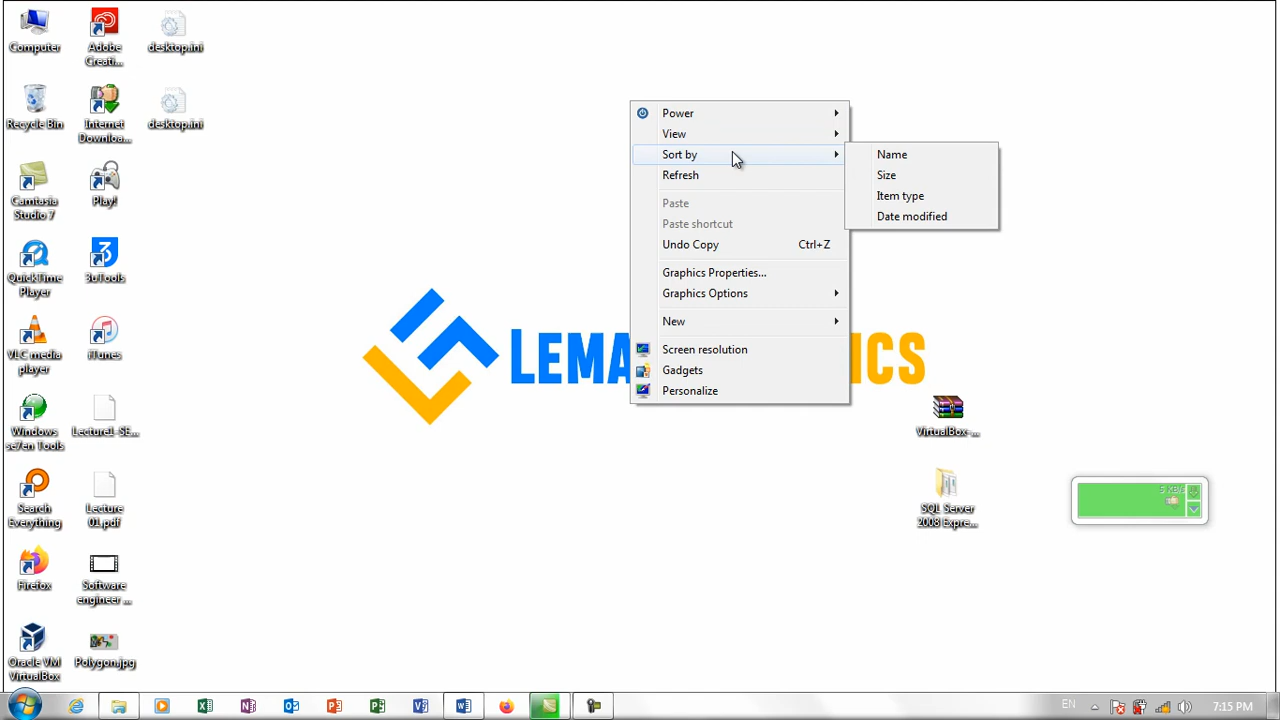 Computer
Adobe
Creati...
desktop.ini
Recycle Bin
Internet
Downloa...
desktop.ini
Camtasia
Studio 7
Play!
QuickTime
Player
3uTools
VLC media
player
iTunes
Windows
se7en Tools
Lecture1-SE...
Search
Everything
Lecture
01.pdf
Firefox
Software
engineer ...
Oracle VM
VirtualBox
Polygon.jpg
Power
View
Sort by
Refresh
Paste
Paste shortcut
Undo Copy Ctrl+Z
Graphics Properties...
Graphics Options
New
Screen resolution
Gadgets
Personalize
Name
Size
Item type
Date modified
LEMA
ICS
VirtualBox-...
SQL Server
2008 Expre...
EN
7:15 PM